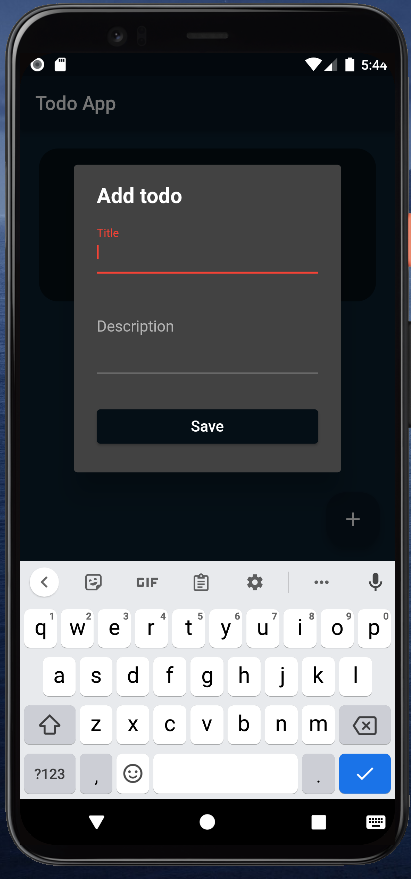 5:44
Todo App
Add todo
Title
Description
Save
+
GIF
q1 w2 e3 r4 t5 y6 u7 i8 o9 p0
a s d f g h j k l
z x c v b n m
?123 , .